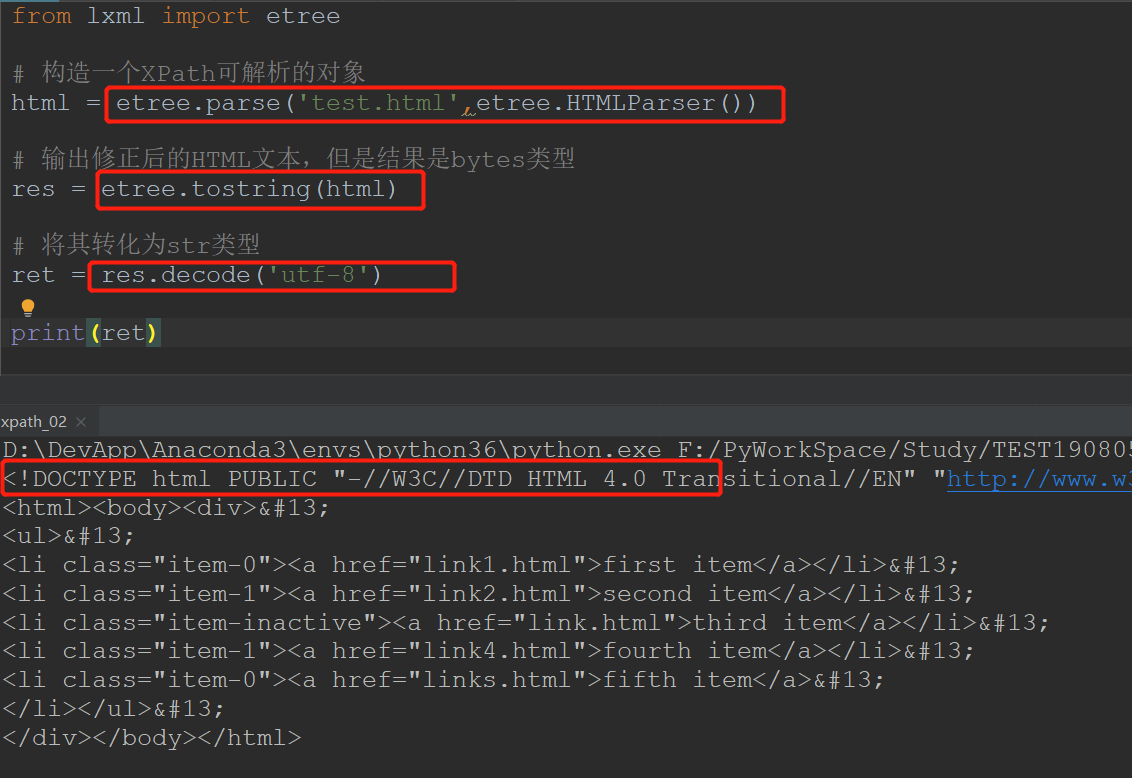 from lxml import etree
# 构造一个XPath可解析的对象
html = etree.parse('test.html',etree.HTMLParser())
# 输出修正后的HTML文本，但是结果是bytes类型
res = etree.tostring(html)
# 将其转化为str类型
ret = res.decode('utf-8')
print(ret)
xpath_02 ×
D:\DevApp\Anaconda3\envs\python36\python.exe F:/PyWorkSpace/Study/TEST190805
<!DOCTYPE html PUBLIC "-//W3C//DTD HTML 4.0 Transitional//EN" "http://www.w3
<html><body><div>&#13;
<ul>&#13;
<li class="item-0"><a href="link1.html">first item</a></li>&#13;
<li class="item-1"><a href="link2.html">second item</a></li>&#13;
<li class="item-inactive"><a href="link.html">third item</a></li>&#13;
<li class="item-1"><a href="link4.html">fourth item</a></li>&#13;
<li class="item-0"><a href="links.html">fifth item</a>&#13;
</li></ul>&#13;
</div></body></html>